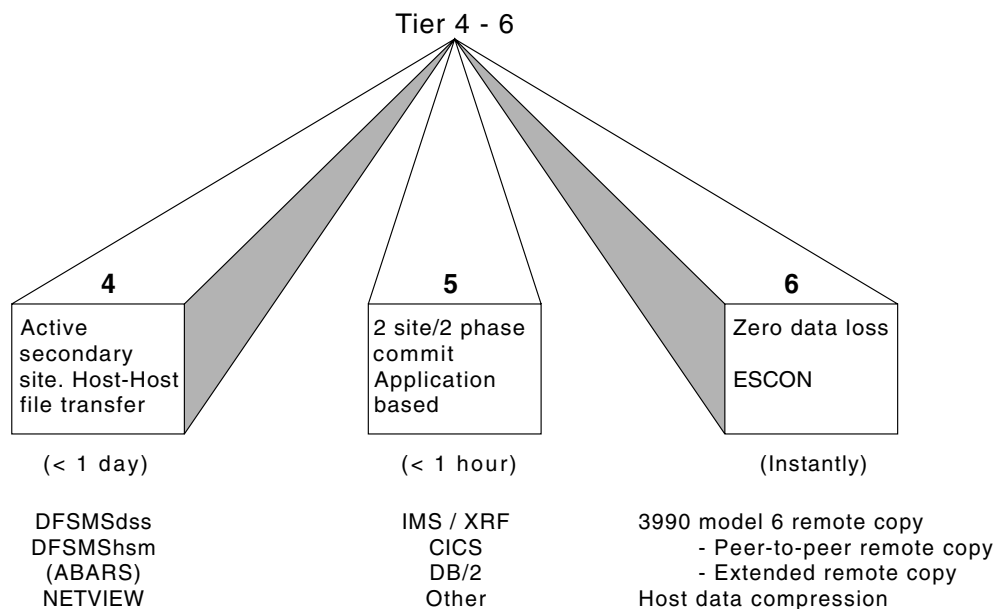 Tier 4 - 6
4
Active
secondary
site. Host-Host
file transfer
(< 1 day)
DFSMSdss
DFSMShsm
(ABARS)
NETVIEW
5
2 site/2 phase
commit
Application
based
(< 1 hour)
IMS / XRF
CICS
DB/2
Other
6
Zero data loss
ESCON
(Instantly)
3990 model 6 remote copy
- Peer-to-peer remote copy
- Extended remote copy
Host data compression